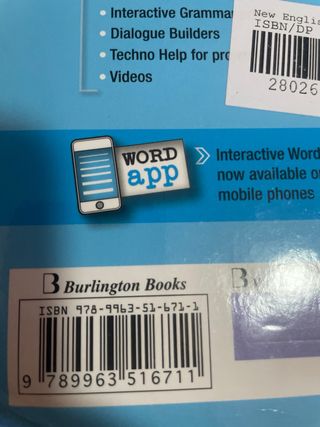 • Interactive Gramma
• Dialogue Builders
• Techno Help for pro
• Videos
New Englis
ISBN/DP
28026
WORD
app
Interactive Word
now available o
mobile phones
B Burlington Books
ISBN 978-9963-51-671-1
9 789963 516711
B